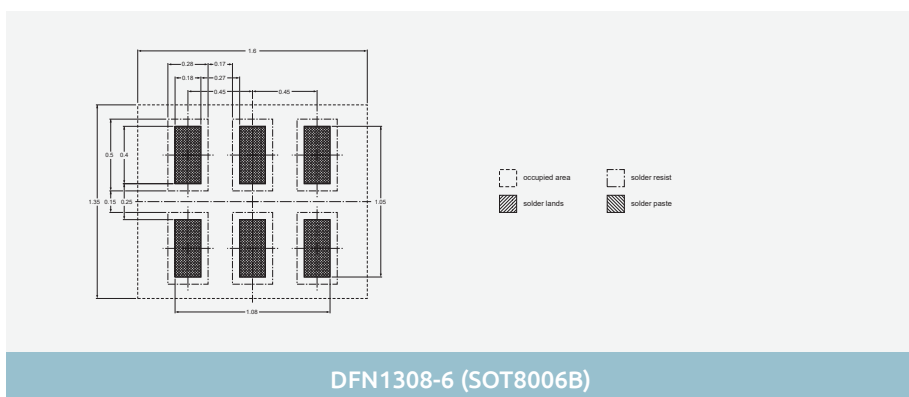 1.6
0.28 0.17
0.18 0.27
0.45 0.45
0.5 0.4
1.35 0.15 0.25 1.05
1.08
occupied area solder resist
solder lands solder paste
DFN1308-6 (SOT8006B)